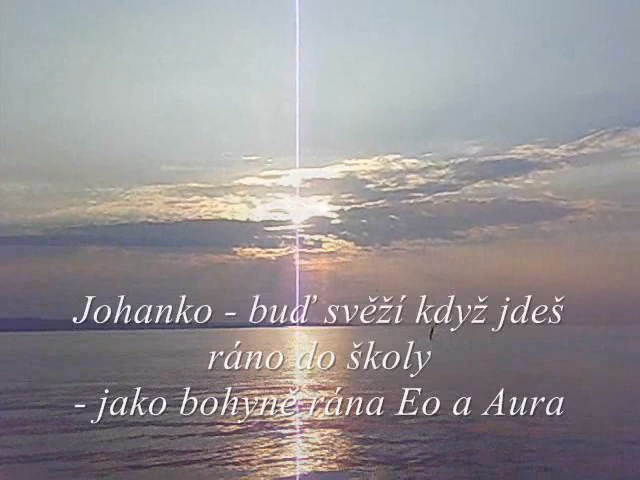 Johanko - buď svěží když jdeš
ráno do školy
- jako bohyně rána Eo a Aura